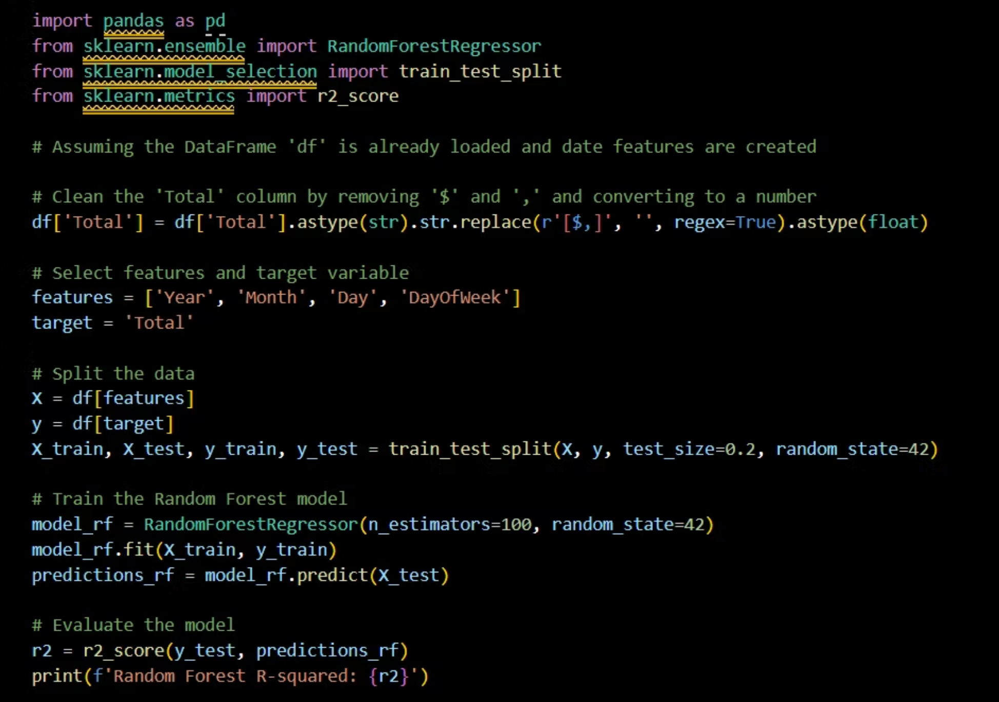 import pandas as pd
from sklearn.ensemble import RandomForestRegressor
from sklearn.model_selection import train_test_split
from sklearn.metrics import r2_score
# Assuming the DataFrame 'df' is already loaded and date features are created
# Clean the 'Total' column by removing '$' and ',' and converting to a number
df['Total'] = df['Total'].astype(str).str.replace(r'[$,]', '', regex=True).astype(float)
# Select features and target variable
features = ['Year', 'Month', 'Day', 'DayOfWeek']
target = 'Total'
# Split the data
X = df[features]
y = df[target]
X_train, X_test, y_train, y_test = train_test_split(X, y, test_size=0.2, random_state=42)
# Train the Random Forest model
model_rf = RandomForestRegressor(n_estimators=100, random_state=42)
model_rf.fit(X_train, y_train)
predictions_rf = model_rf.predict(X_test)
# Evaluate the model
r2 = r2_score(y_test, predictions_rf)
print(f'Random Forest R-squared: {r2}')